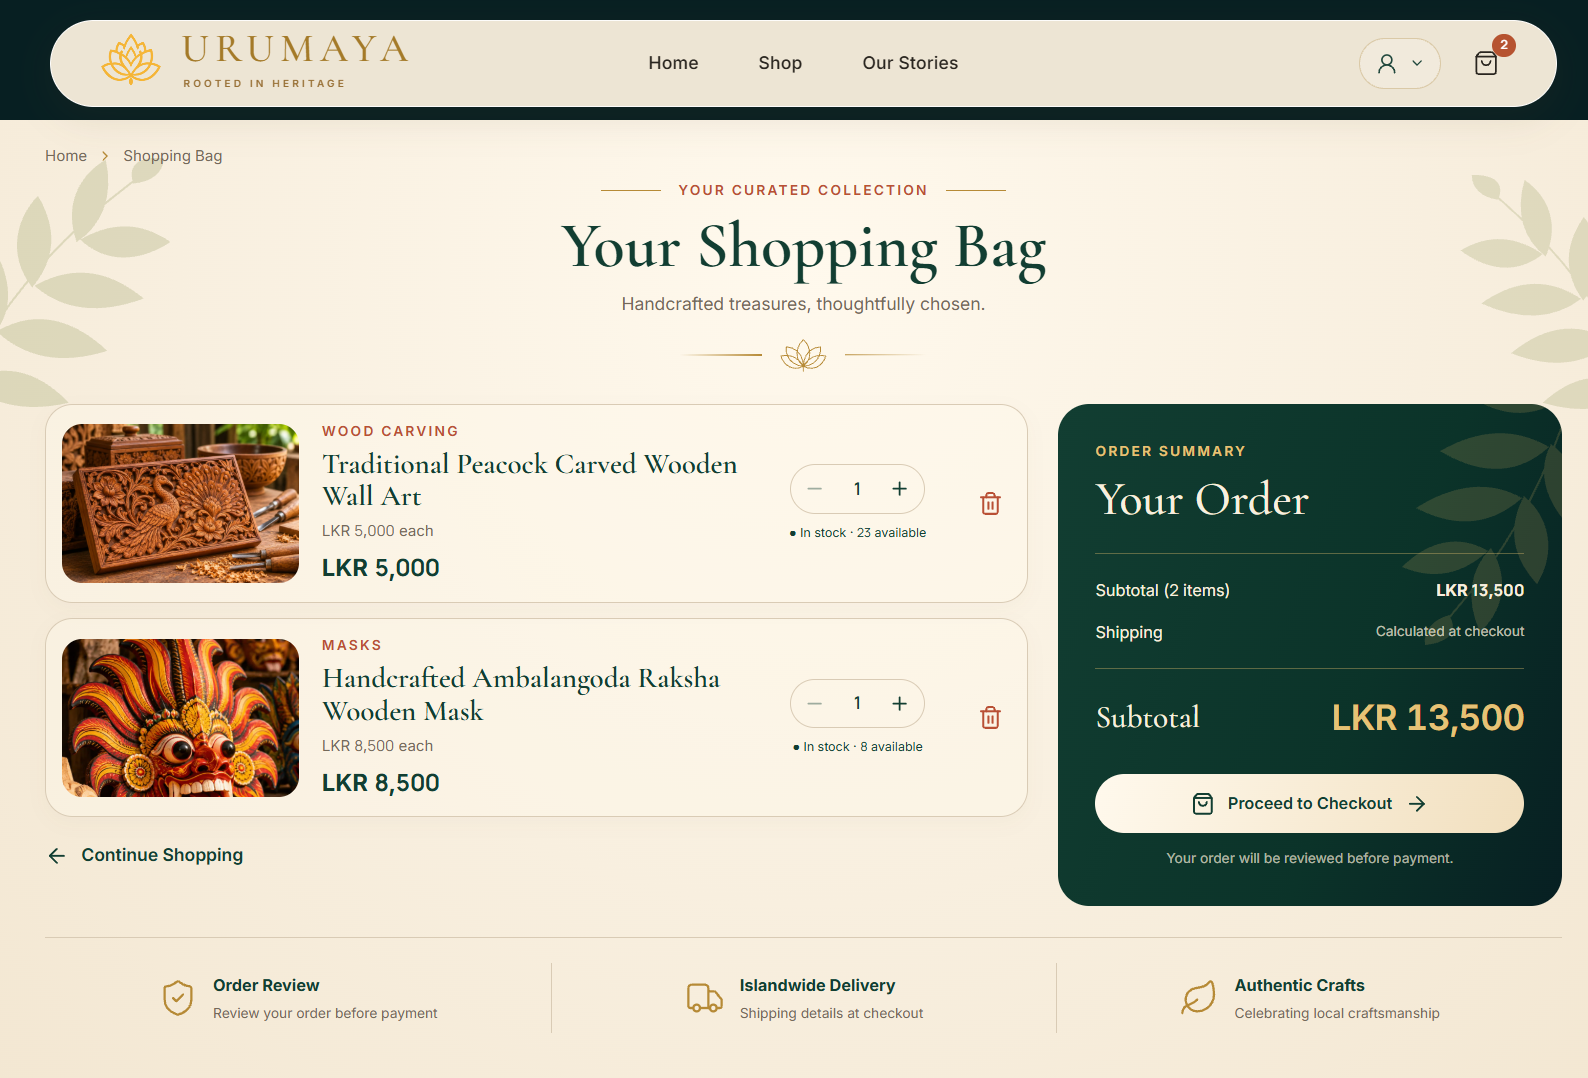 URUMAYA
ROOTED IN HERITAGE
Home
Shop
Our Stories
2
Home
Shopping Bag
YOUR CURATED COLLECTION
Your Shopping Bag
Handcrafted treasures, thoughtfully chosen.
WOOD CARVING
Traditional Peacock Carved Wooden
Wall Art
LKR 5,000 each
LKR 5,000
1
In stock · 23 available
MASKS
Handcrafted Ambalangoda Raksha
Wooden Mask
LKR 8,500 each
LKR 8,500
1
In stock · 8 available
Continue Shopping
ORDER SUMMARY
Your Order
Subtotal (2 items) LKR 13,500
Shipping Calculated at checkout
Subtotal LKR 13,500
Proceed to Checkout
Your order will be reviewed before payment.
Order Review
Review your order before payment
Islandwide Delivery
Shipping details at checkout
Authentic Crafts
Celebrating local craftsmanship